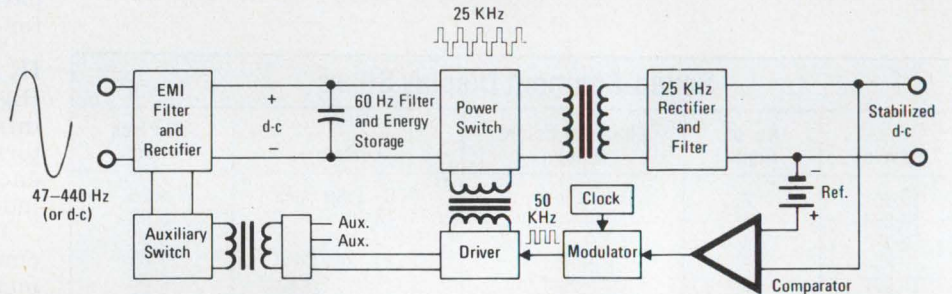 25 KHz
EMI
Filter
and
Rectifier
+
d-c
−
60 Hz Filter
and Energy
Storage
Power
Switch
25 KHz
Rectifier
and
Filter
Stabilized
d-c
47–440 Hz
(or d-c)
−
Ref.
+
Auxiliary
Switch
Aux.
Aux.
Driver
50
KHz
Clock
Modulator
Comparator